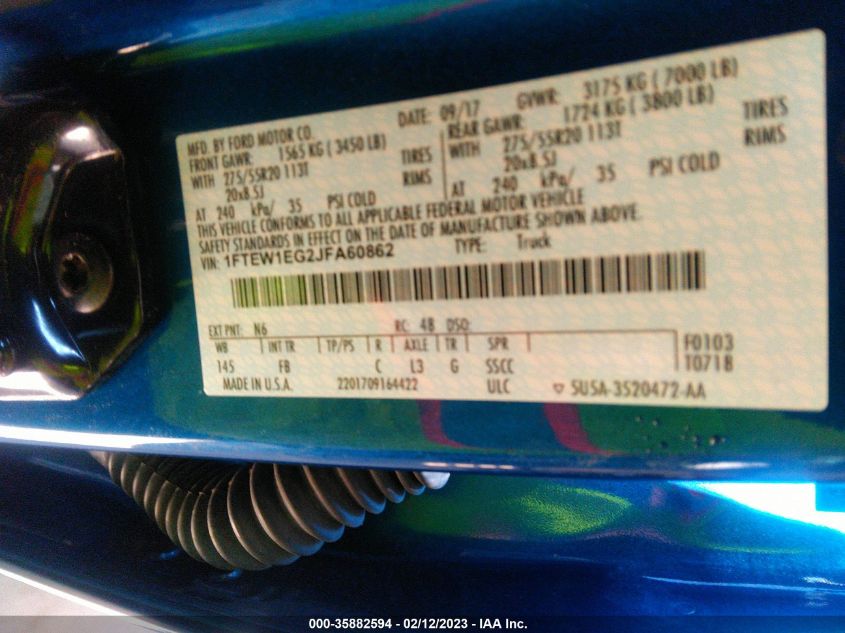 MFD. BY FORD MOTOR CO. DATE: 09/17 GVWR: 3175 KG ( 7000 LB)
FRONT GAWR: 1565 KG ( 3450 LB) REAR GAWR: 1724 KG ( 3800 LB)
WITH 275/55R20 113T TIRES WITH 275/55R20 113T TIRES
20x8.5J RIMS 20x8.5J RIMS
AT 240 kPa/ 35 PSI COLD AT 240 kPa/ 35 PSI COLD
THIS VEHICLE CONFORMS TO ALL APPLICABLE FEDERAL MOTOR VEHICLE
SAFETY STANDARDS IN EFFECT ON THE DATE OF MANUFACTURE SHOWN ABOVE.
VIN: 1FTEW1EG2JFA60862 TYPE: Truck
EXT PNT: N6 RC: 48 DSO:
WB INT TR TP/PS R AXLE TR SPR F0103
145 FB C L3 G SSCC T0718
MADE IN U.S.A. 2201709164422 ULC SU5A-3520472-AA
000-35882594 - 02/12/2023 - IAA Inc.